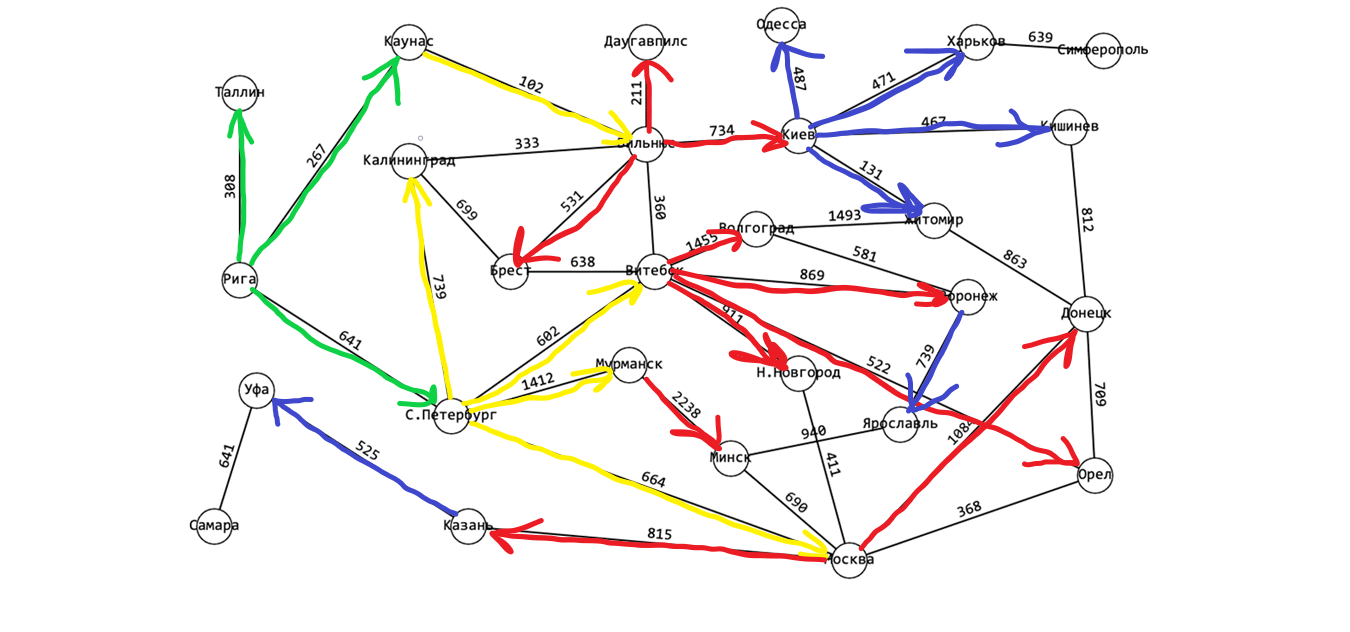 Одесса
Каунас
Даугавпилс
Харьков
639
Симферополь
Таллин
102
211
487
471
Киев
734
467
Кишинев
Вильнюс
333
Калининград
267
308
131
531
699
360
1493
Житомир
812
Волгоград
1455
581
863
Рига
Брест
638
Витебск
869
Воронеж
739
911
Донецк
641
602
739
Мурманск
1412
Н.Новгород
522
709
Уфа
2238
С.Петербург
Ярославль
940
1084
641
525
664
Минск
411
Орел
690
368
Самара
Казань
815
Москва